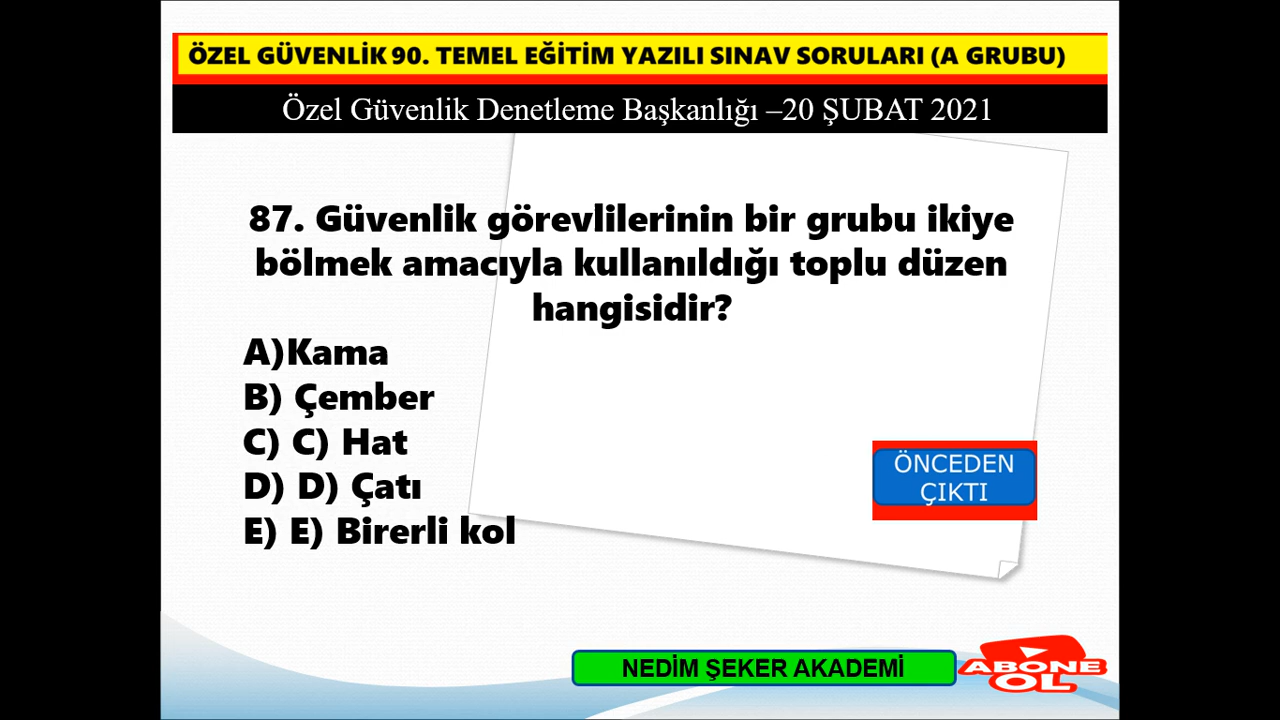 ÖZEL GÜVENLİK 90. TEMEL EĞİTİM YAZILI SINAV SORULARI (A GRUBU)
Özel Güvenlik Denetleme Başkanlığı –20 ŞUBAT 2021
87. Güvenlik görevlilerinin bir grubu ikiye
bölmek amacıyla kullanıldığı toplu düzen
hangisidir?
A)Kama
B) Çember
C) C) Hat
D) D) Çatı
E) E) Birerli kol
ÖNCEDEN
ÇIKTI
NEDİM ŞEKER AKADEMİ
ABONE
OL